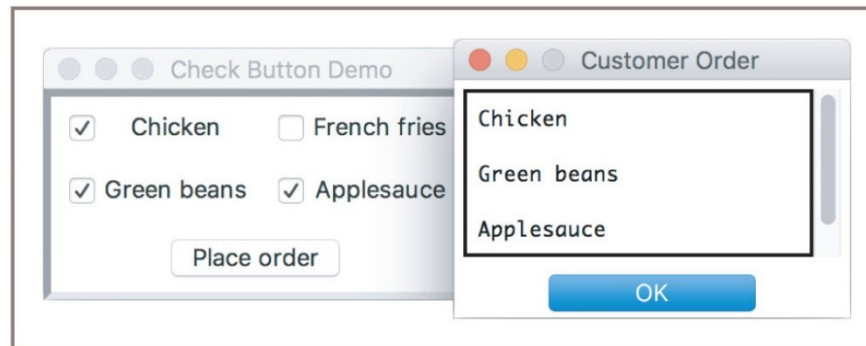 Check Button Demo
Chicken
French fries
Green beans
Applesauce
Place order
Customer Order
Chicken
Green beans
Applesauce
OK